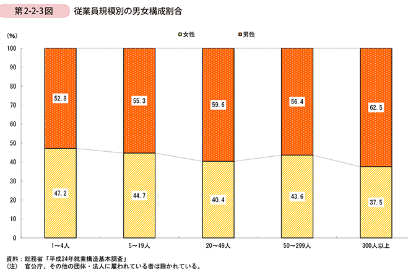 第2-2-3図 従業員規模別の男女構成割合
(%)
女性 男性
100
90
80
70
60
50
40
30
20
10
0
52.8 55.3 59.6 56.4 62.5
47.2 44.7 40.4 43.6 37.5
1～4人 5～19人 20～49人 50～299人 300人以上
資料：総務省「平成24年就業構造基本調査」
(注) 官公庁、その他の団体・法人に雇われている者は除かれている。